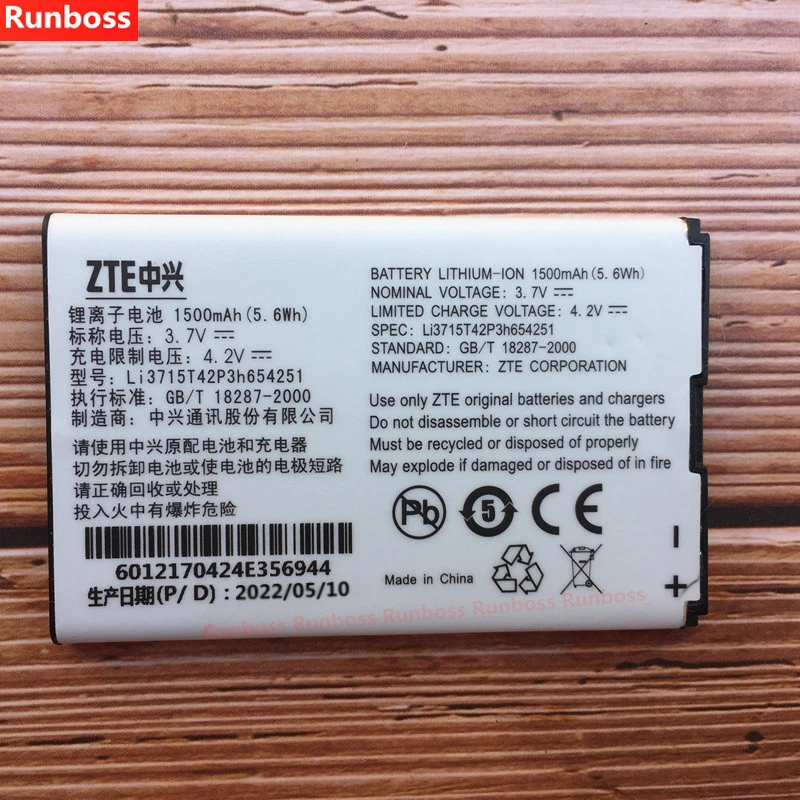 Runboss
ZTE中兴
锂离子电池 1500mAh(5.6Wh)
标称电压: 3.7V
充电限制电压: 4.2V
型号: Li3715T42P3h654251
执行标准: GB/T 18287-2000
制造商: 中兴通讯股份有限公司
请使用中兴原配电池和充电器
切勿拆卸电池或使电池的电极短路
请正确回收或处理
投入火中有爆炸危险
6012170424E356944
生产日期(P/ D) : 2022/05/10
BATTERY LITHIUM-ION 1500mAh(5.6Wh)
NOMINAL VOLTAGE: 3.7V
LIMITED CHARGE VOLTAGE: 4.2V
SPEC: Li3715T42P3h654251
STANDARD: GB/T 18287-2000
MANUFACTURER: ZTE CORPORATION
Use only ZTE original batteries and chargers
Do not disassemble or short circuit the battery
Must be recycled or disposed of properly
May explode if damaged or disposed of in fire
Pb 5 CE
Made in China
-
+
Runboss Runboss Runboss Runboss Runboss